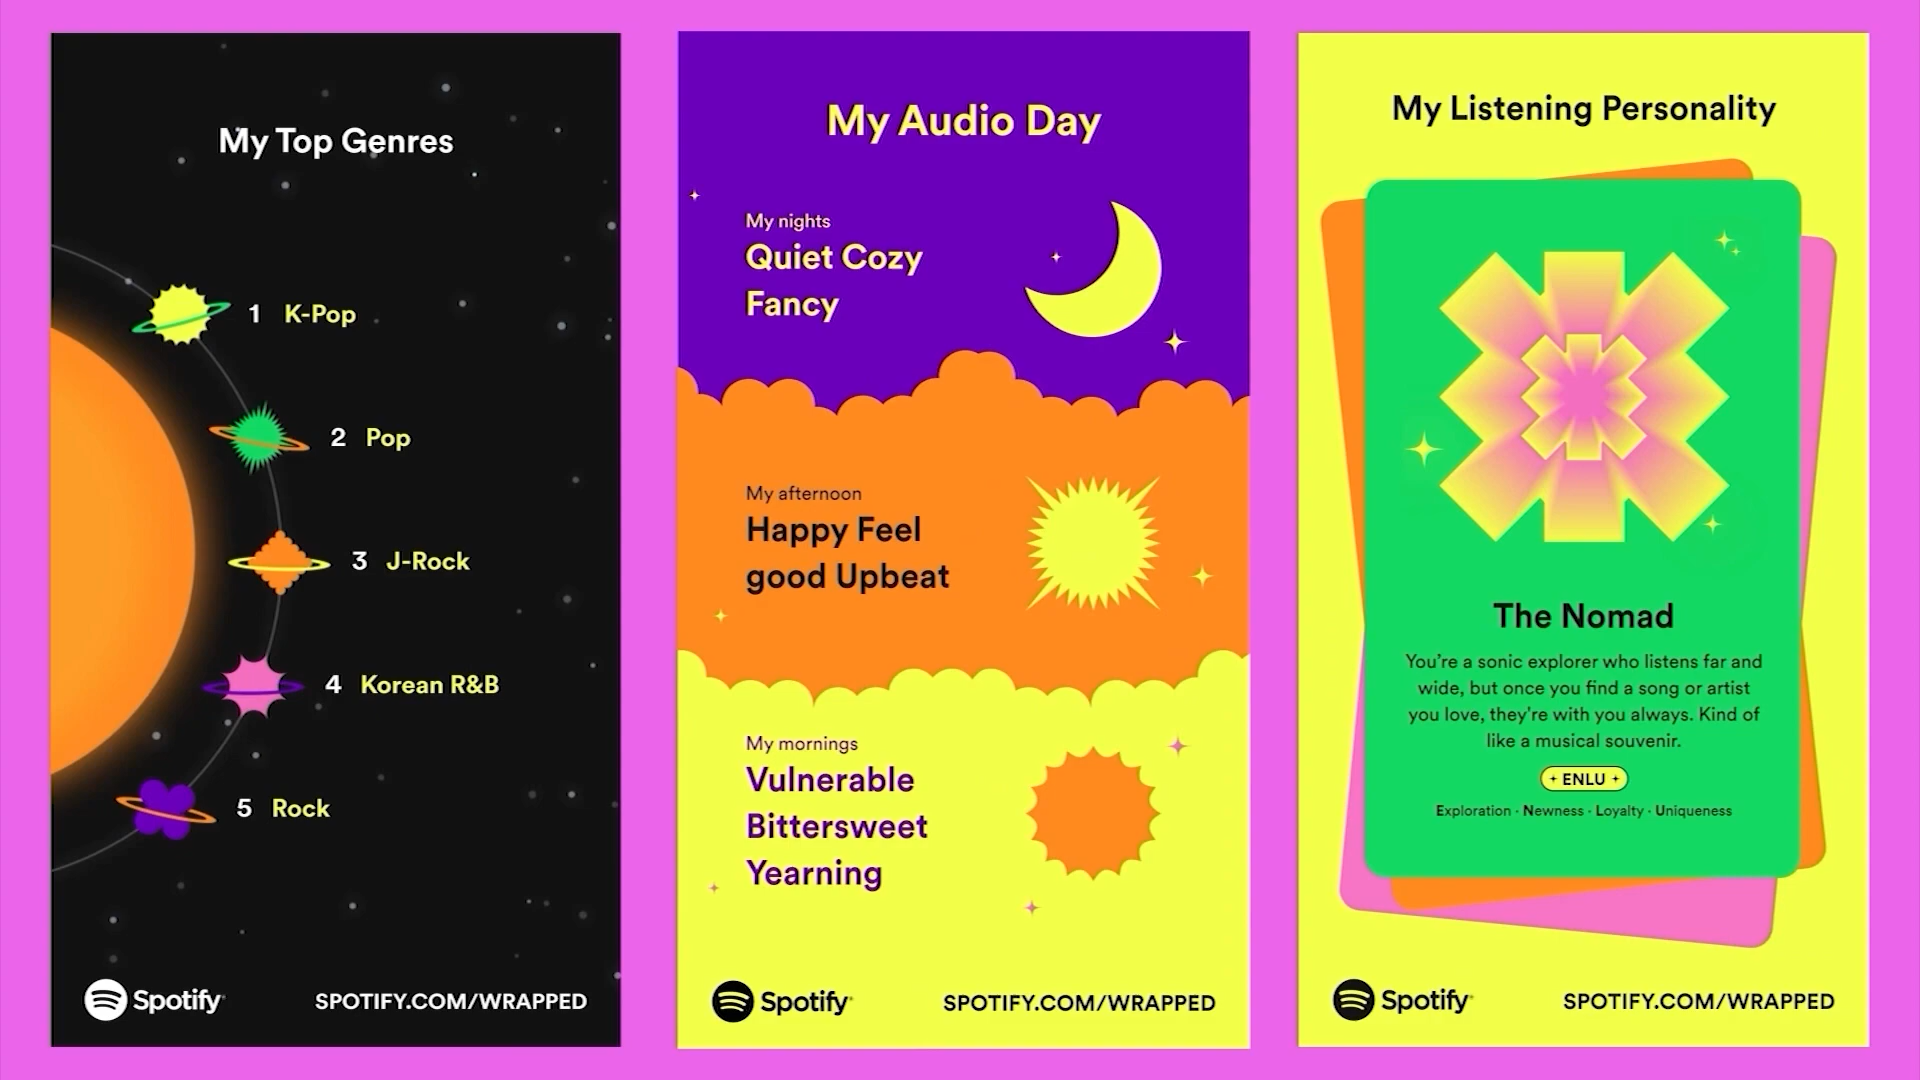 My Top Genres
1 K-Pop
2 Pop
3 J-Rock
4 Korean R&B
5 Rock
Spotify
SPOTIFY.COM/WRAPPED
My Audio Day
My nights
Quiet Cozy
Fancy
My afternoon
Happy Feel
good Upbeat
My mornings
Vulnerable
Bittersweet
Yearning
Spotify
SPOTIFY.COM/WRAPPED
My Listening Personality
The Nomad
You're a sonic explorer who listens far and
wide, but once you find a song or artist
you love, they're with you always. Kind of
like a musical souvenir.
ENLU
Exploration · Newness · Loyalty · Uniqueness
Spotify
SPOTIFY.COM/WRAPPED